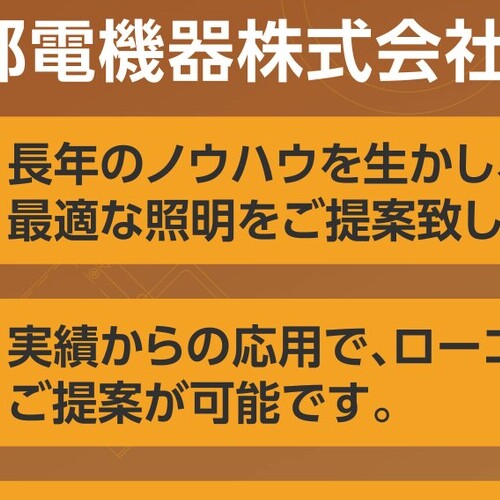 電機器株式会社
長年のノウハウを生かし、
最適な照明をご提案致し
実績からの応用で、ロー
ご提案が可能です。